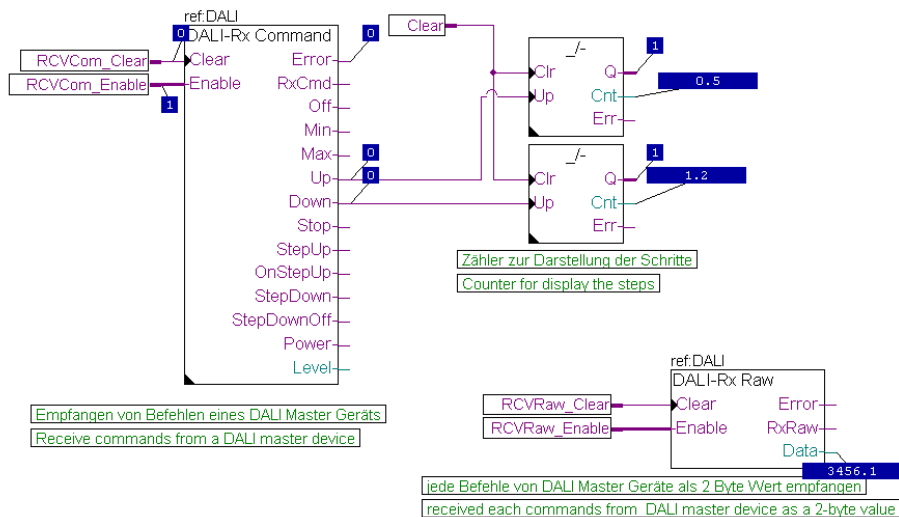 ref:DALI
DALI-Rx Command
RCVCom_Clear
0
Clear
Error
0
RCVCom_Enable
1
Enable
RxCmd
Off
Min
Max
Up
0
Down
0
Stop
StepUp
OnStepUp
StepDown
StepDownOff
Power
Level
Clear
_/-
Clr
Q
1
Up
Cnt
0.5
Err
_/-
Clr
Q
1
Up
Cnt
1.2
Err
Zähler zur Darstellung der Schritte
Counter for display the steps
Empfangen von Befehlen eines DALI Master Geräts
Receive commands from a DALI master device
ref:DALI
DALI-Rx Raw
RCVRaw_Clear
Clear
Error
RCVRaw_Enable
Enable
RxRaw
Data
3456.1
jede Befehle von DALI Master Geräte als 2 Byte Wert empfangen
received each commands from  DALI master device as a 2-byte value